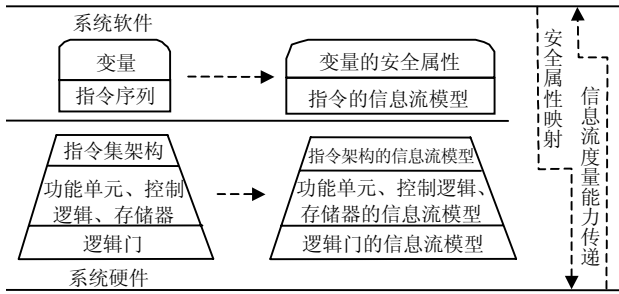 系统软件
变量
指令序列
变量的安全属性
指令的信息流模型
指令集架构
功能单元、控制
逻辑、存储器
逻辑门
指令架构的信息流模型
功能单元、控制逻辑、
存储器的信息流模型
逻辑门的信息流模型
系统硬件
安全属性映射
信息流度量能力传递